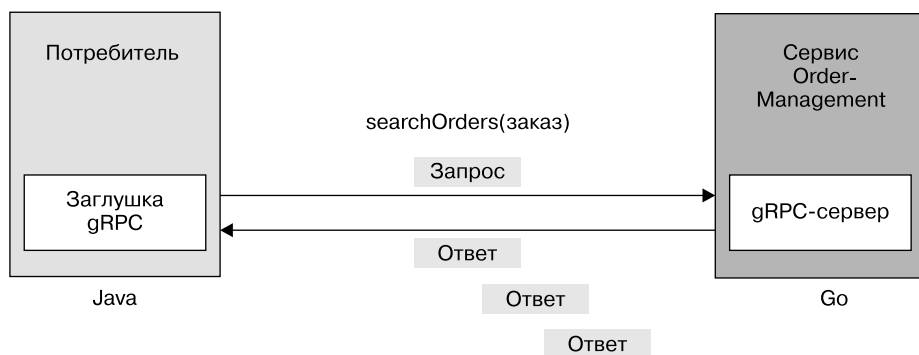 Потребитель
Сервис
Order-
Management
searchOrders(заказ)
Запрос
Заглушка
gRPC
gRPC-сервер
Ответ
Java
Ответ
Go
Ответ